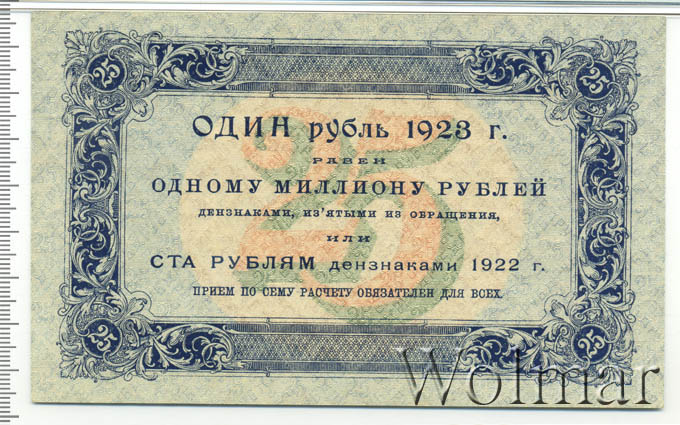 25 25
ОДИН рубль 1923 г.
РАВЕН
ОДНОМУ МИЛЛИОНУ РУБЛЕЙ
ДЕНЗНАКАМИ, ИЗ'ЯТЫМИ ИЗ ОБРАЩЕНИЯ,
ИЛИ
СТА РУБЛЯМ дензнаками 1922 г.
ПРИЕМ ПО СЕМУ РАСЧЕТУ ОБЯЗАТЕЛЕН ДЛЯ ВСЕХ.
25
25 25
Wolmar